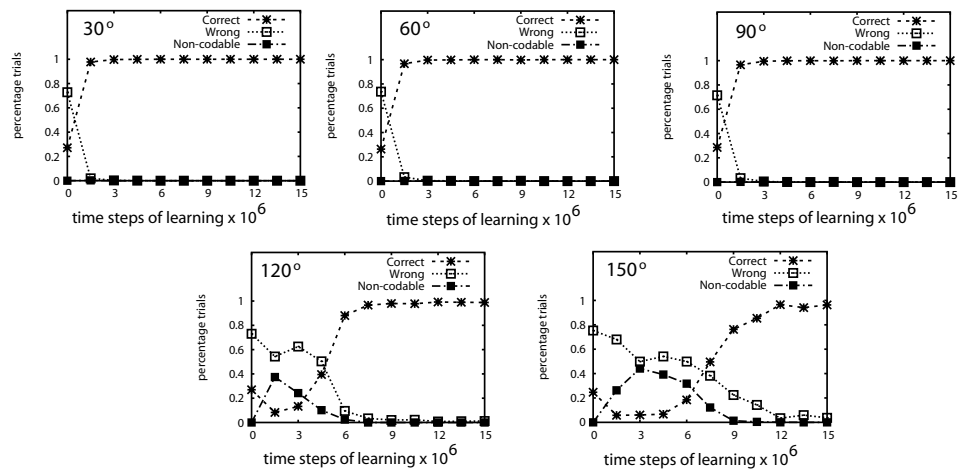 30°
Correct
Wrong
Non-codable
percentage trials
1
0.8
0.6
0.4
0.2
0
0 3 6 9 12 15
time steps of learning x 10^6
60°
Correct
Wrong
Non-codable
percentage trials
1
0.8
0.6
0.4
0.2
0
0 3 6 9 12 15
time steps of learning x 10^6
90°
Correct
Wrong
Non-codable
percentage trials
1
0.8
0.6
0.4
0.2
0
0 3 6 9 12 15
time steps of learning x 10^6
120°
Correct
Wrong
Non-codable
percentage trials
1
0.8
0.6
0.4
0.2
0
0 3 6 9 12 15
time steps of learning x 10^6
150°
Correct
Wrong
Non-codable
percentage trials
1
0.8
0.6
0.4
0.2
0
0 3 6 9 12 15
time steps of learning x 10^6